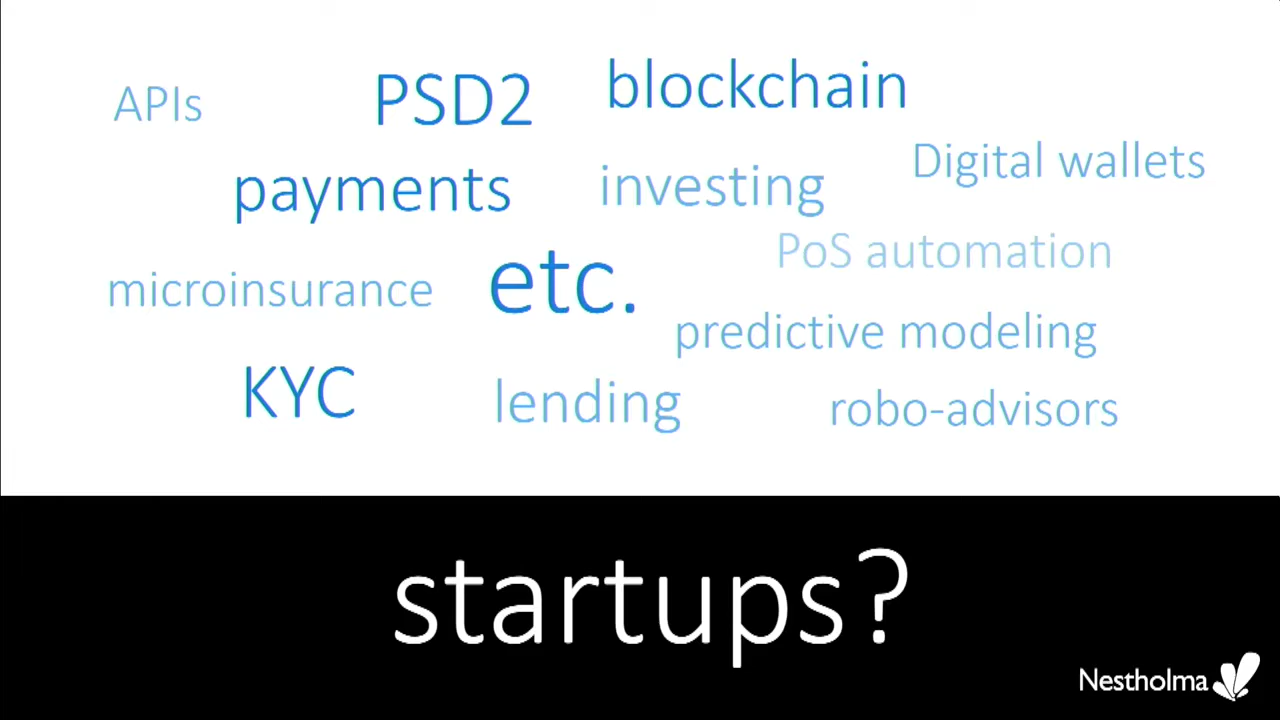 APIs
PSD2
blockchain
Digital wallets
payments
investing
PoS automation
microinsurance
etc.
predictive modeling
KYC
lending
robo-advisors
startups?
Nestholma